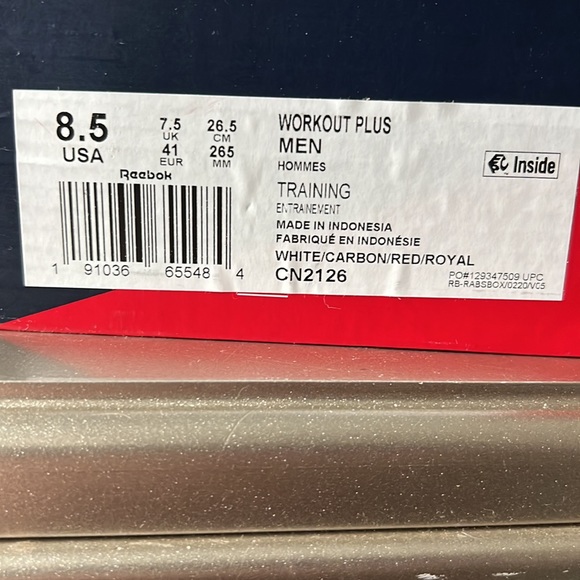 8.5
USA
7.5
UK
41
EUR
26.5
CM
265
MM
Reebok
1 91036 65548 4
WORKOUT PLUS
MEN
HOMMES
TRAINING
ENTRAINEMENT
MADE IN INDONESIA
FABRIQUÉ EN INDONÉSIE
WHITE/CARBON/RED/ROYAL
CN2126
Inside
PO#129347509 UPC
RB-RABSBOX/0220/V05